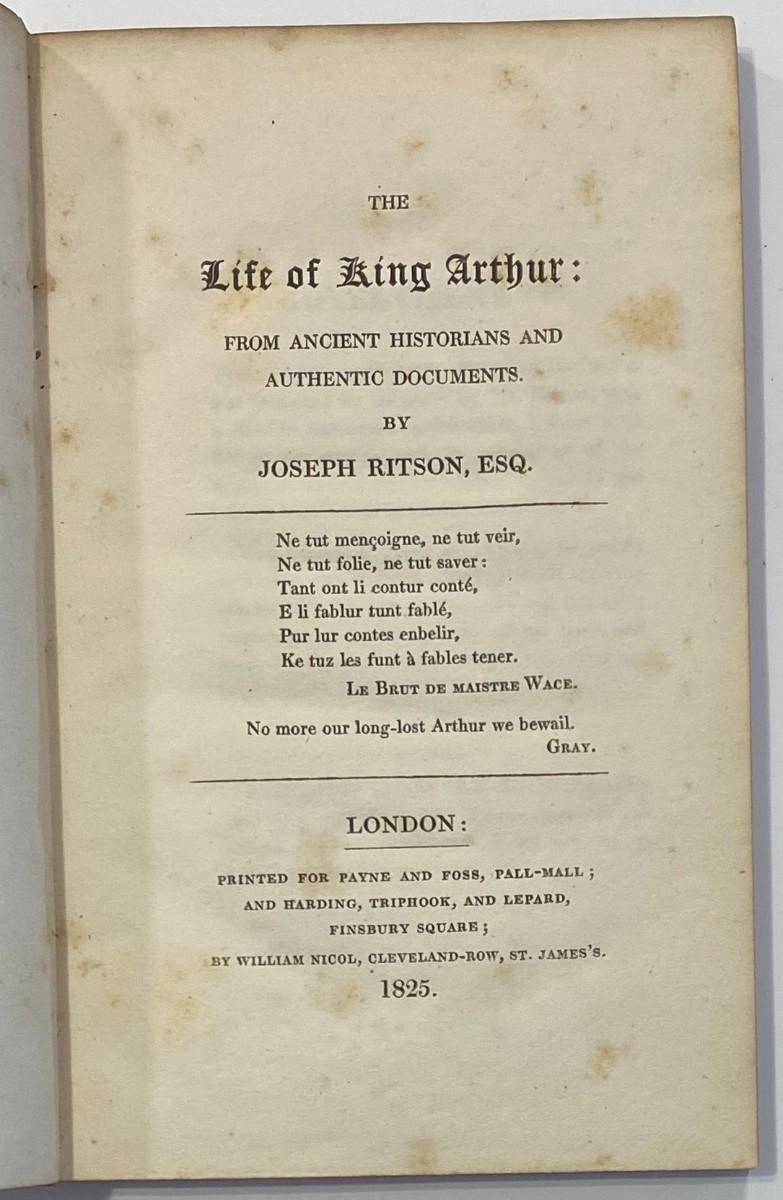 THE
Life of King Arthur:
FROM ANCIENT HISTORIANS AND
AUTHENTIC DOCUMENTS.
BY
JOSEPH RITSON, ESQ.
Ne tut mençoigne, ne tut veir,
Ne tut folie, ne tut saver:
Tant ont li contur conté,
E li fablur tunt fablé,
Pur lur contes enbelir,
Ke tuz les funt à fables tener.
LE BRUT DE MAISTRE WACE.
No more our long-lost Arthur we bewail.
GRAY.
LONDON:
PRINTED FOR PAYNE AND FOSS, PALL-MALL;
AND HARDING, TRIPHOOK, AND LEPARD,
FINSBURY SQUARE;
BY WILLIAM NICOL, CLEVELAND-ROW, ST. JAMES'S.
1825.